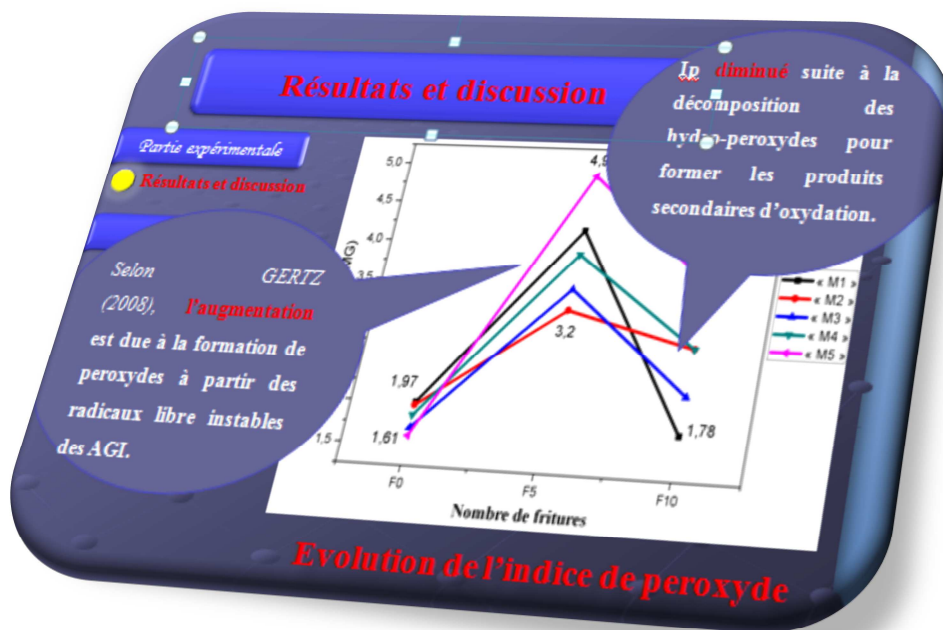 Résultats et discussion
Partie expérimentale
Résultats et discussion
Ip diminué suite à la
décomposition des
hydro-peroxydes pour
former les produits
secondaires d’oxydation.
Selon GERTZ
(2008), l’augmentation
est due à la formation de
peroxydes à partir des
radicaux libre instables
des AGI.
5,0
4,5
4,0
3,5
1,5
1,97
1,61
3,2
1,78
« M1 »
« M2 »
« M3 »
« M4 »
« M5 »
F0 F5 F10
Nombre de fritures
Evolution de l’indice de peroxyde